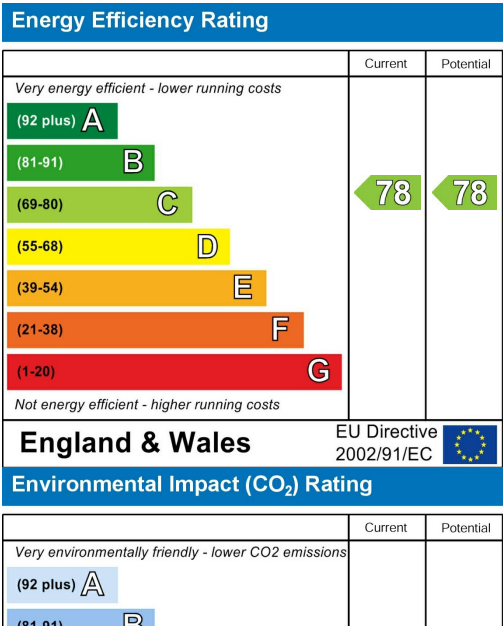 Energy Efficiency Rating
Current Potential
Very energy efficient - lower running costs
(92 plus) A
(81-91) B
(69-80) C
78 78
(55-68) D
(39-54) E
(21-38) F
(1-20) G
Not energy efficient - higher running costs
England & Wales
EU Directive
2002/91/EC
Environmental Impact (CO₂) Rating
Current Potential
Very environmentally friendly - lower CO2 emissions
(92 plus) A
(81-91) B